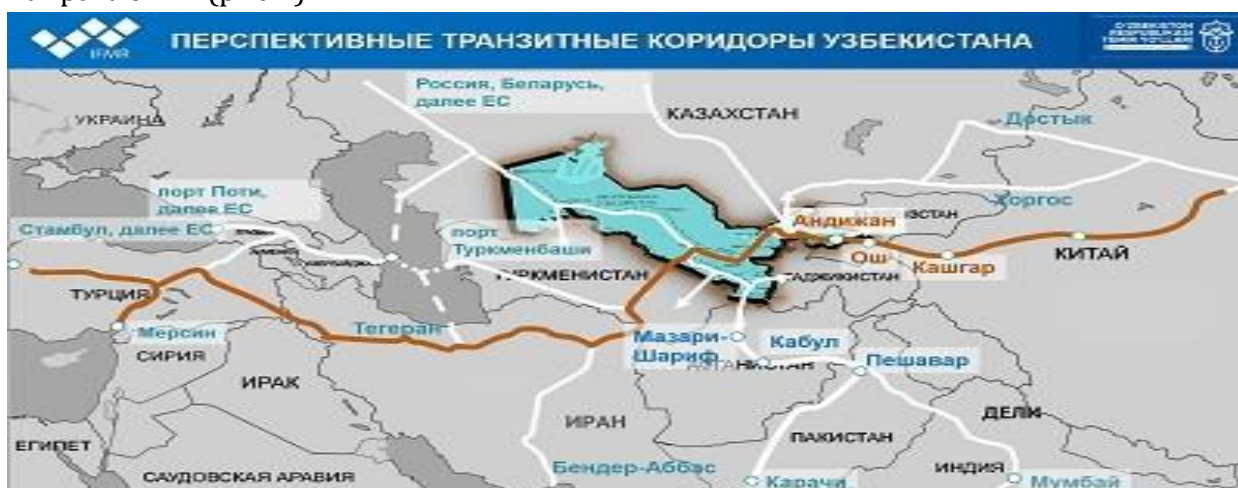 IFMR
ПЕРСПЕКТИВНЫЕ ТРАНЗИТНЫЕ КОРИДОРЫ УЗБЕКИСТАНА
Россия, Беларусь,
далее ЕС
КАЗАХСТАН
Достык
УКРАИНА
порт Поти,
далее ЕС
Хоргос
Стамбул, далее ЕС
порт
Туркменбаши
Андижан
Ош
Кашгар
КИТАЙ
ТУРКМЕНИСТАН
ТАДЖИКИСТАН
ТУРЦИЯ
Мерсин
Тегеран
Мазари-
Шариф
Кабул
Пешавар
СИРИЯ
ИРАК
ИРАН
ДЕЛИ
ЕГИПЕТ
ПАКИСТАН
САУДОВСКАЯ АРАВИЯ
Бендер-Аббас
Карачи
ИНДИЯ
Мумбай